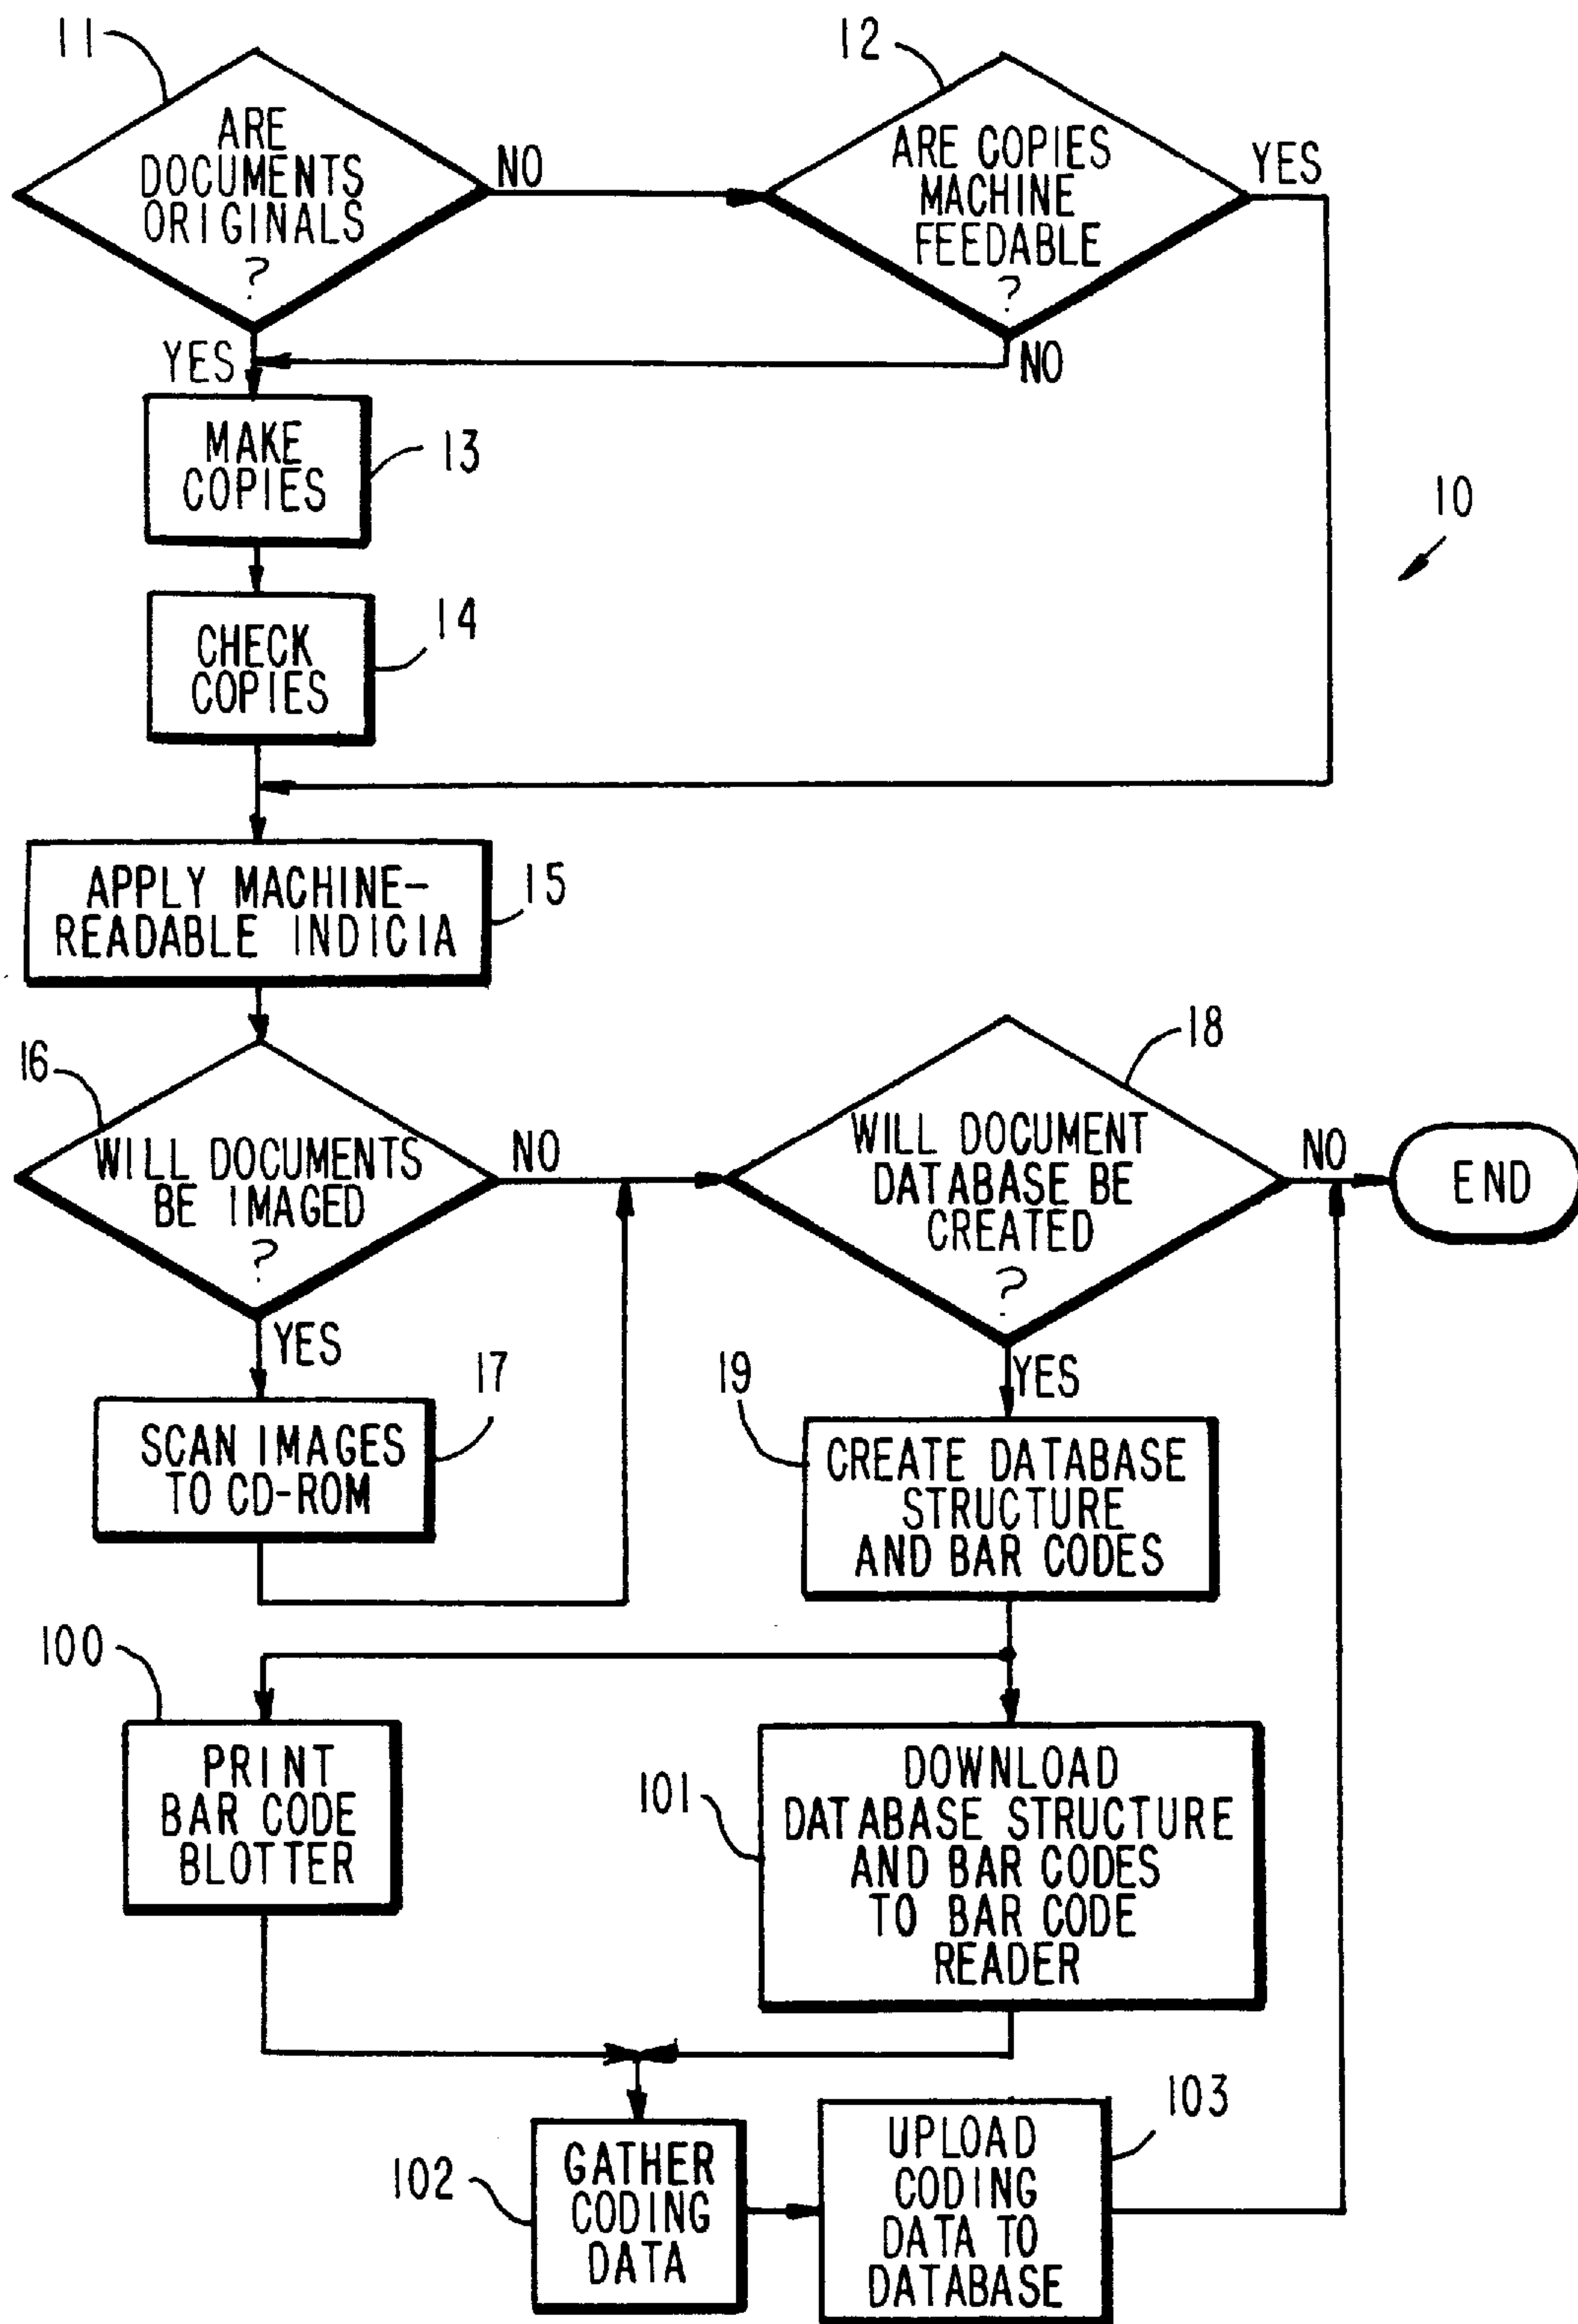 11
ARE
DOCUMENTS
ORIGINALS
?
NO
12
ARE COPIES
MACHINE
FEEDABLE
?
YES
YES
NO
MAKE
COPIES
13
10
CHECK
COPIES
14
APPLY MACHINE-
READABLE INDICIA
15
16
WILL DOCUMENTS
BE IMAGED
?
NO
18
WILL DOCUMENT
DATABASE BE
CREATED
?
NO
END
YES
SCAN IMAGES
TO CD-ROM
17
YES
19
CREATE DATABASE
STRUCTURE
AND BAR CODES
100
PRINT
BAR CODE
BLOTTER
101
DOWNLOAD
DATABASE STRUCTURE
AND BAR CODES
TO BAR CODE
READER
102
GATHER
CODING
DATA
103
UPLOAD
CODING
DATA TO
DATABASE